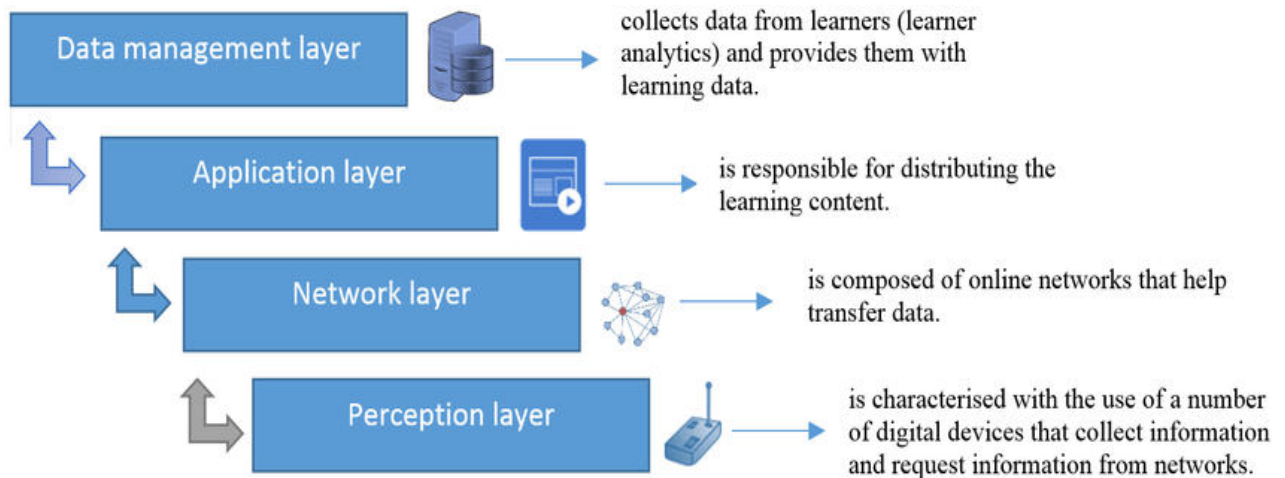 Data management layer
collects data from learners (learner
analytics) and provides them with
learning data.
Application layer
is responsible for distributing the
learning content.
Network layer
is composed of online networks that help
transfer data.
Perception layer
is characterised with the use of a number
of digital devices that collect information
and request information from networks.